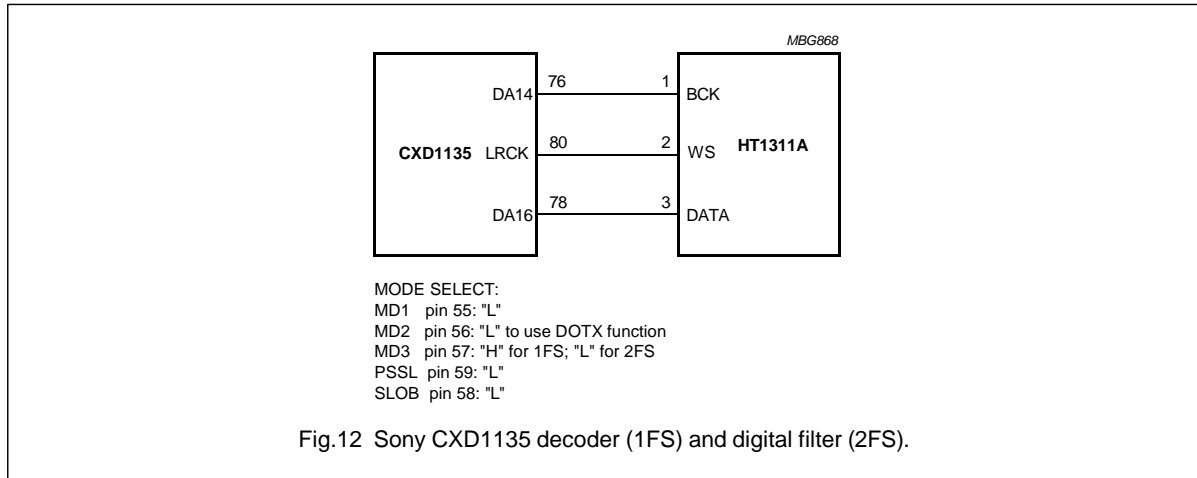 MBG868
DA14 76 1 BCK
CXD1135 LRCK 80 2 WS HT1311A
DA16 78 3 DATA
MODE SELECT:
MD1 pin 55: "L"
MD2 pin 56: "L" to use DOTX function
MD3 pin 57: "H" for 1FS; "L" for 2FS
PSSL pin 59: "L"
SLOB pin 58: "L"
Fig.12 Sony CXD1135 decoder (1FS) and digital filter (2FS).